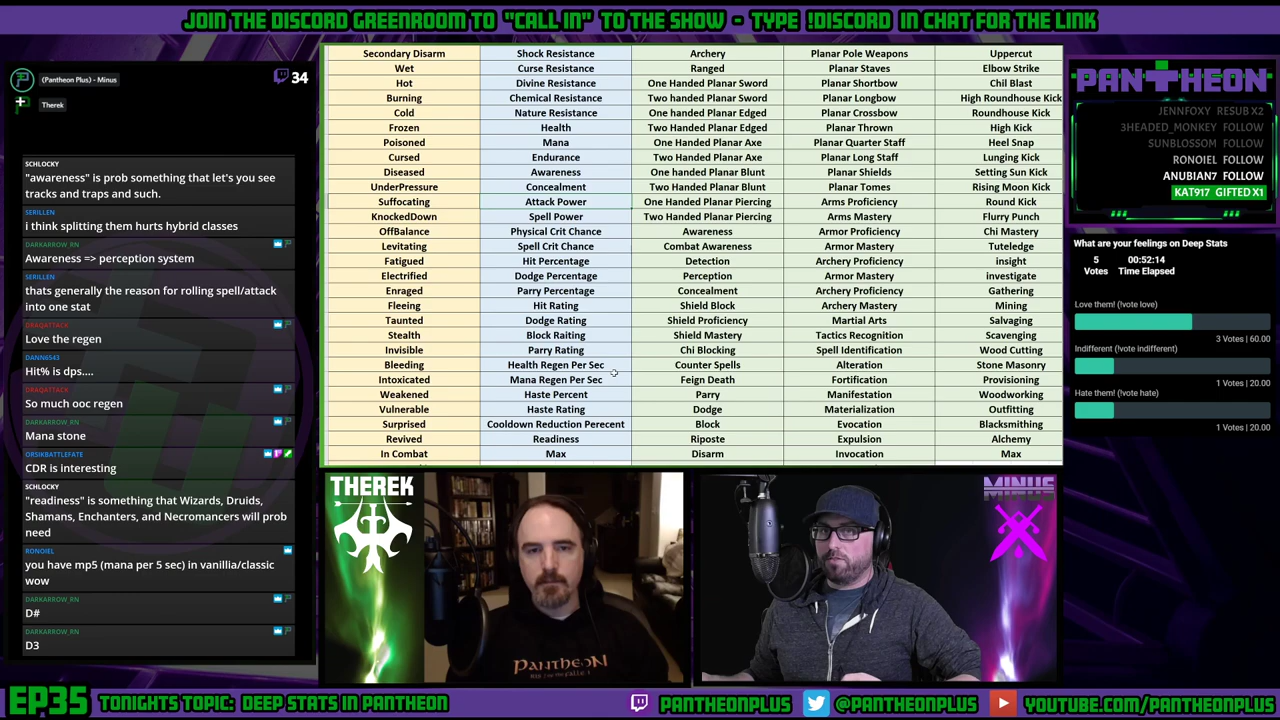 JOIN THE DISCORD GREENROOM TO "CALL IN" TO THE SHOW - TYPE !DISCORD IN CHAT FOR THE LINK
(Pantheon Plus) - Minus
34
Therek
SCHLOCKY
"awareness" is prob something that let's you see
tracks and traps and such.
SERILLEN
i think splitting them hurts hybrid classes
DARKARROW_RN
Awareness => perception system
SERILLEN
thats generally the reason for rolling spell/attack
into one stat
DRAQATTACK
Love the regen
DANN6543
Hit% is dps....
DRAQATTACK
So much ooc regen
DARKARROW_RN
Mana stone
ORSIKBATTLEFATE
CDR is interesting
SCHLOCKY
"readiness" is something that Wizards, Druids,
Shamans, Enchanters, and Necromancers will prob
need
RONOIEL
you have mp5 (mana per 5 sec) in vanillia/classic
wow
DARKARROW_RN
D#
DARKARROW_RN
D3
Secondary Disarm Shock Resistance Archery Planar Pole Weapons Uppercut
Wet Curse Resistance Ranged Planar Staves Elbow Strike
Hot Divine Resistance One Handed Planar Sword Planar Shortbow Chil Blast
Burning Chemical Resistance Two handed Planar Sword Planar Longbow High Roundhouse Kick
Cold Nature Resistance One handed Planar Edged Planar Crossbow Roundhouse Kick
Frozen Health Two Handed Planar Edged Planar Thrown High Kick
Poisoned Mana One Handed Planar Axe Planar Quarter Staff Heel Snap
Cursed Endurance Two Handed Planar Axe Planar Long Staff Lunging Kick
Diseased Awareness One Handed Planar Blunt Planar Shields Setting Sun Kick
UnderPressure Concealment Two Handed Planar Blunt Planar Tomes Rising Moon Kick
Suffocating Attack Power One Handed Planar Piercing Arms Proficiency Round Kick
KnockedDown Spell Power Two Handed Planar Piercing Arms Mastery Flurry Punch
OffBalance Physical Crit Chance Awareness Armor Proficiency Chi Mastery
Levitating Spell Crit Chance Combat Awareness Armor Mastery Tuteledge
Fatigued Hit Percentage Detection Archery Proficiency insight
Electrified Dodge Percentage Perception Armor Mastery investigate
Enraged Parry Percentage Concealment Archery Proficiency Gathering
Fleeing Hit Rating Shield Block Archery Mastery Mining
Taunted Dodge Rating Shield Proficiency Martial Arts Salvaging
Stealth Block Raiting Shield Mastery Tactics Recognition Scavenging
Invisible Parry Rating Chi Blocking Spell Identification Wood Cutting
Bleeding Health Regen Per Sec Counter Spells Alteration Stone Masonry
Intoxicated Mana Regen Per Sec Feign Death Fortification Provisioning
Weakened Haste Percent Parry Manifestation Woodworking
Vulnerable Haste Rating Dodge Materialization Outfitting
Surprised Cooldown Reduction Perecent Block Evocation Blacksmithing
Revived Readiness Riposte Expulsion Alchemy
In Combat Max Disarm Invocation Max
PANTHEON
JENNFOXY RESUB X2
3HEADED_MONKEY FOLLOW
SUNBLOSSOM FOLLOW
RONOIEL FOLLOW
ANUBIAN7 FOLLOW
KAT917 GIFTED X1
What are your feelings on Deep Stats
5 00:52:14
Votes Time Elapsed
Love them! (!vote love)
3 Votes | 60.00
Indifferent (!vote indifferent)
1 Votes | 20.00
Hate them! (!vote hate)
1 Votes | 20.00
THEREK
MINUS
PANTHEON
EP35 TONIGHTS TOPIC: DEEP STATS IN PANTHEON PANTHEONPLUS @PANTHEONPLUS YOUTUBE.COM/PANTHEONPLUS